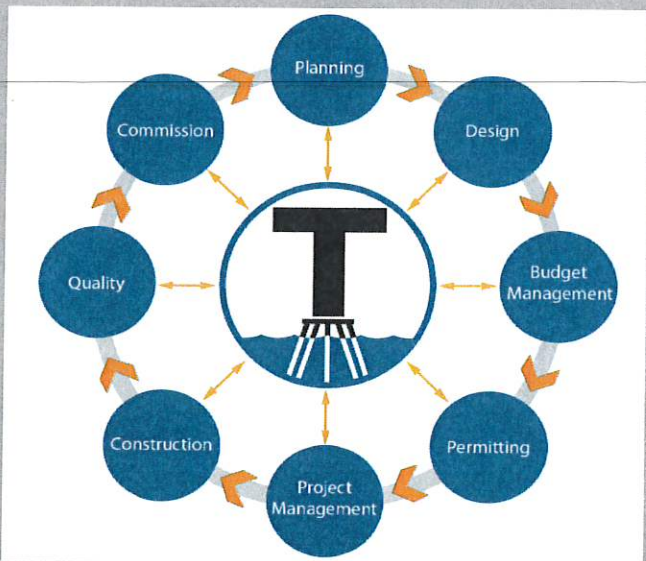 Planning
Design
Budget
Management
Permitting
Project
Management
Construction
Quality
Commission
T